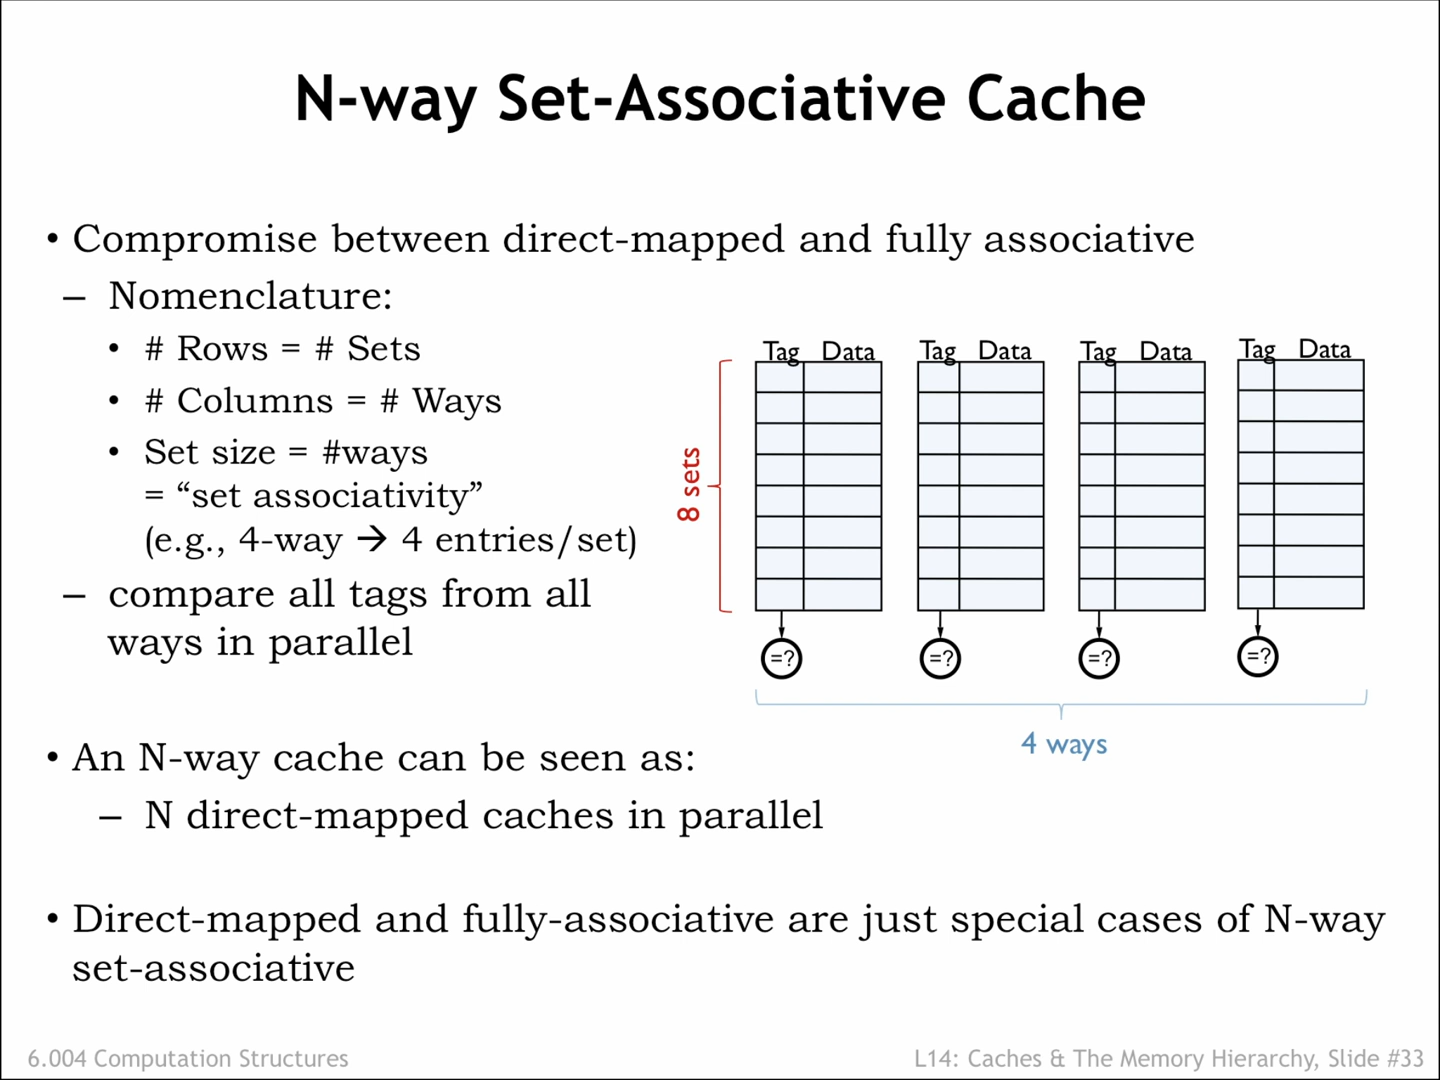 N-way Set-Associative Cache
• Compromise between direct-mapped and fully associative
– Nomenclature:
• # Rows = # Sets
• # Columns = # Ways
• Set size = #ways
= “set associativity”
(e.g., 4-way → 4 entries/set)
– compare all tags from all
ways in parallel
Tag Data Tag Data Tag Data Tag Data
8 sets
=? =? =? =?
4 ways
• An N-way cache can be seen as:
– N direct-mapped caches in parallel
• Direct-mapped and fully-associative are just special cases of N-way
set-associative
6.004 Computation Structures
L14: Caches & The Memory Hierarchy, Slide #33